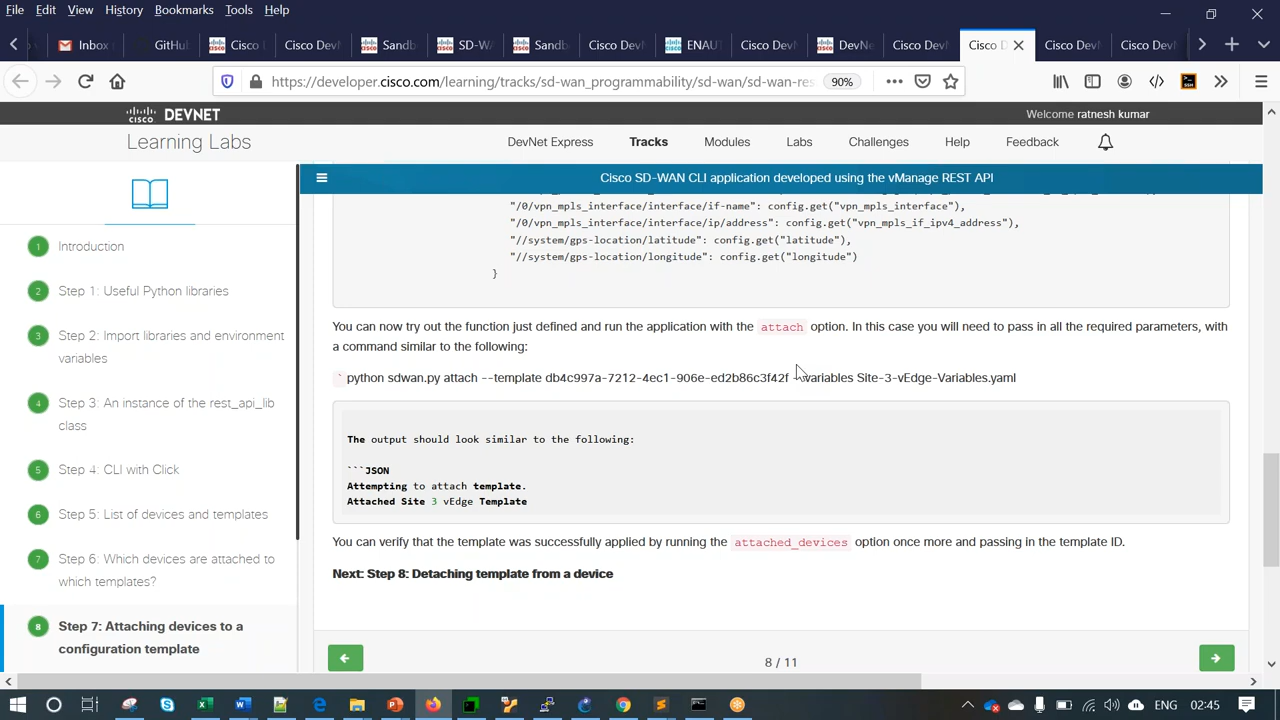 File Edit View History Bookmarks Tools Help
Inbox GitHu Cisco Cisco Dev Sandb SD-WA Sandb Cisco Dev ENAUT Cisco Dev DevNe Cisco Dev Cisco D Cisco Dev Cisco Dev
https://developer.cisco.com/learning/tracks/sd-wan_programmability/sd-wan/sd-wan-res 90%
CISCO DEVNET
Welcome ratnesh kumar
Learning Labs
DevNet Express Tracks Modules Labs Challenges Help Feedback
Cisco SD-WAN CLI application developed using the vManage REST API
1 Introduction
2 Step 1: Useful Python libraries
3 Step 2: Import libraries and environment
variables
4 Step 3: An instance of the rest_api_lib
class
5 Step 4: CLI with Click
6 Step 5: List of devices and templates
7 Step 6: Which devices are attached to
which templates?
8 Step 7: Attaching devices to a
configuration template
"/0/vpn_mpls_interface/interface/if-name": config.get("vpn_mpls_interface"),
"/0/vpn_mpls_interface/interface/ip/address": config.get("vpn_mpls_if_ipv4_address"),
"//system/gps-location/latitude": config.get("latitude"),
"//system/gps-location/longitude": config.get("longitude")
}
You can now try out the function just defined and run the application with the attach option. In this case you will need to pass in all the required parameters, with
a command similar to the following:
`python sdwan.py attach --template db4c997a-7212-4ec1-906e-ed2b86c3f42f --variables Site-3-vEdge-Variables.yaml
The output should look similar to the following:
```JSON
Attempting to attach template.
Attached Site 3 vEdge Template
You can verify that the template was successfully applied by running the attached_devices option once more and passing in the template ID.
Next: Step 8: Detaching template from a device
8 / 11
ENG 02:45